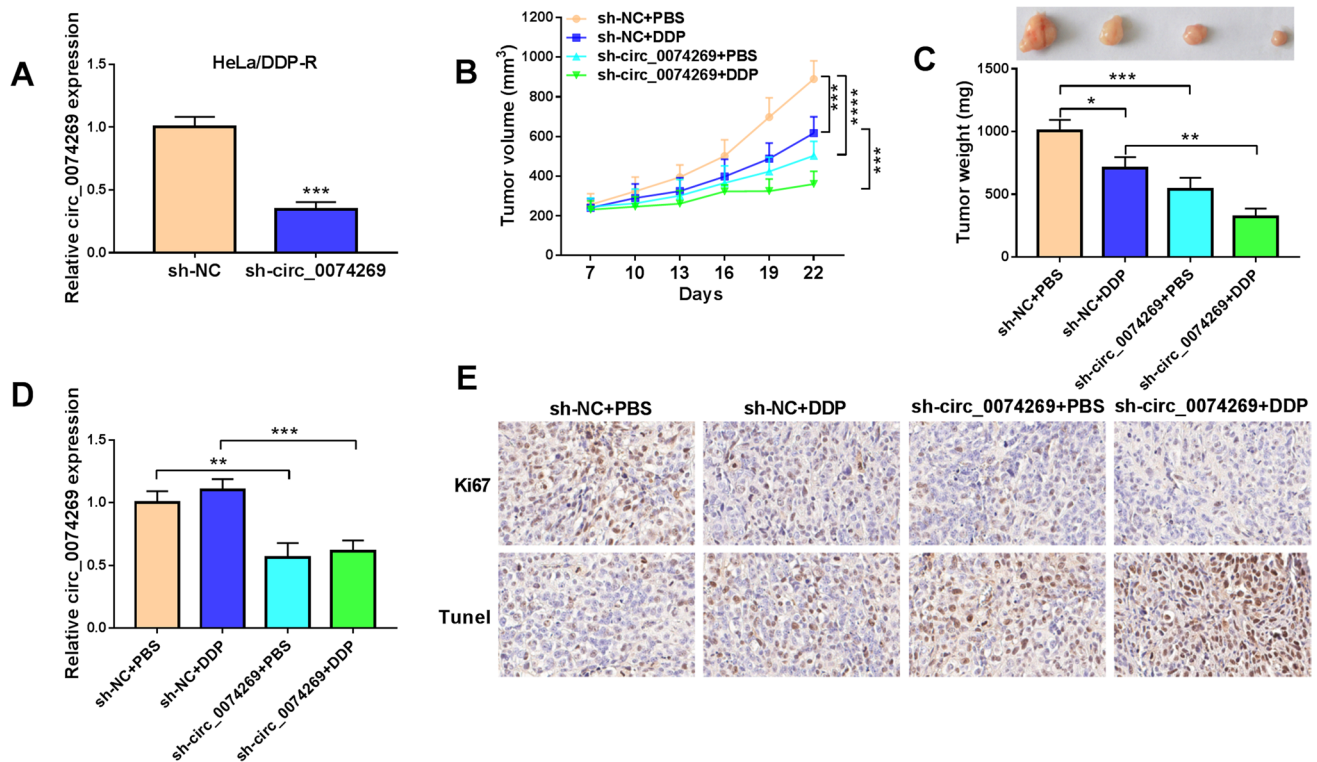 A
HeLa/DDP-R
Relative circ_0074269 expression
1.5
1.0
0.5
0.0
***
sh-NC
sh-circ_0074269
B
sh-NC+PBS
sh-NC+DDP
sh-circ_0074269+PBS
sh-circ_0074269+DDP
Tumor volume (mm³)
1200
1000
800
600
400
200
0
7 10 13 16 19 22
Days
***
****
***
C
Tumor weight (mg)
1500
1000
500
0
***
*
**
sh-NC+PBS
sh-NC+DDP
sh-circ_0074269+PBS
sh-circ_0074269+DDP
D
Relative circ_0074269 expression
1.5
1.0
0.5
0.0
***
**
sh-NC+PBS
sh-NC+DDP
sh-circ_0074269+PBS
sh-circ_0074269+DDP
E
sh-NC+PBS sh-NC+DDP sh-circ_0074269+PBS sh-circ_0074269+DDP
Ki67
Tunel